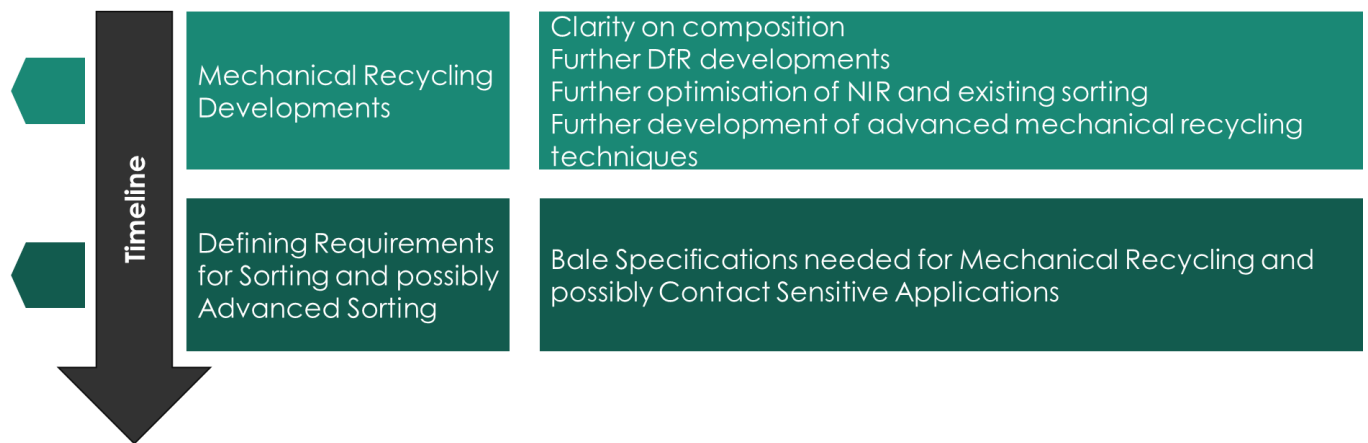 Timeline
Mechanical Recycling
Developments
Clarity on composition
Further DfR developments
Further optimisation of NIR and existing sorting
Further development of advanced mechanical recycling
techniques
Defining Requirements
for Sorting and possibly
Advanced Sorting
Bale Specifications needed for Mechanical Recycling and
possibly Contact Sensitive Applications